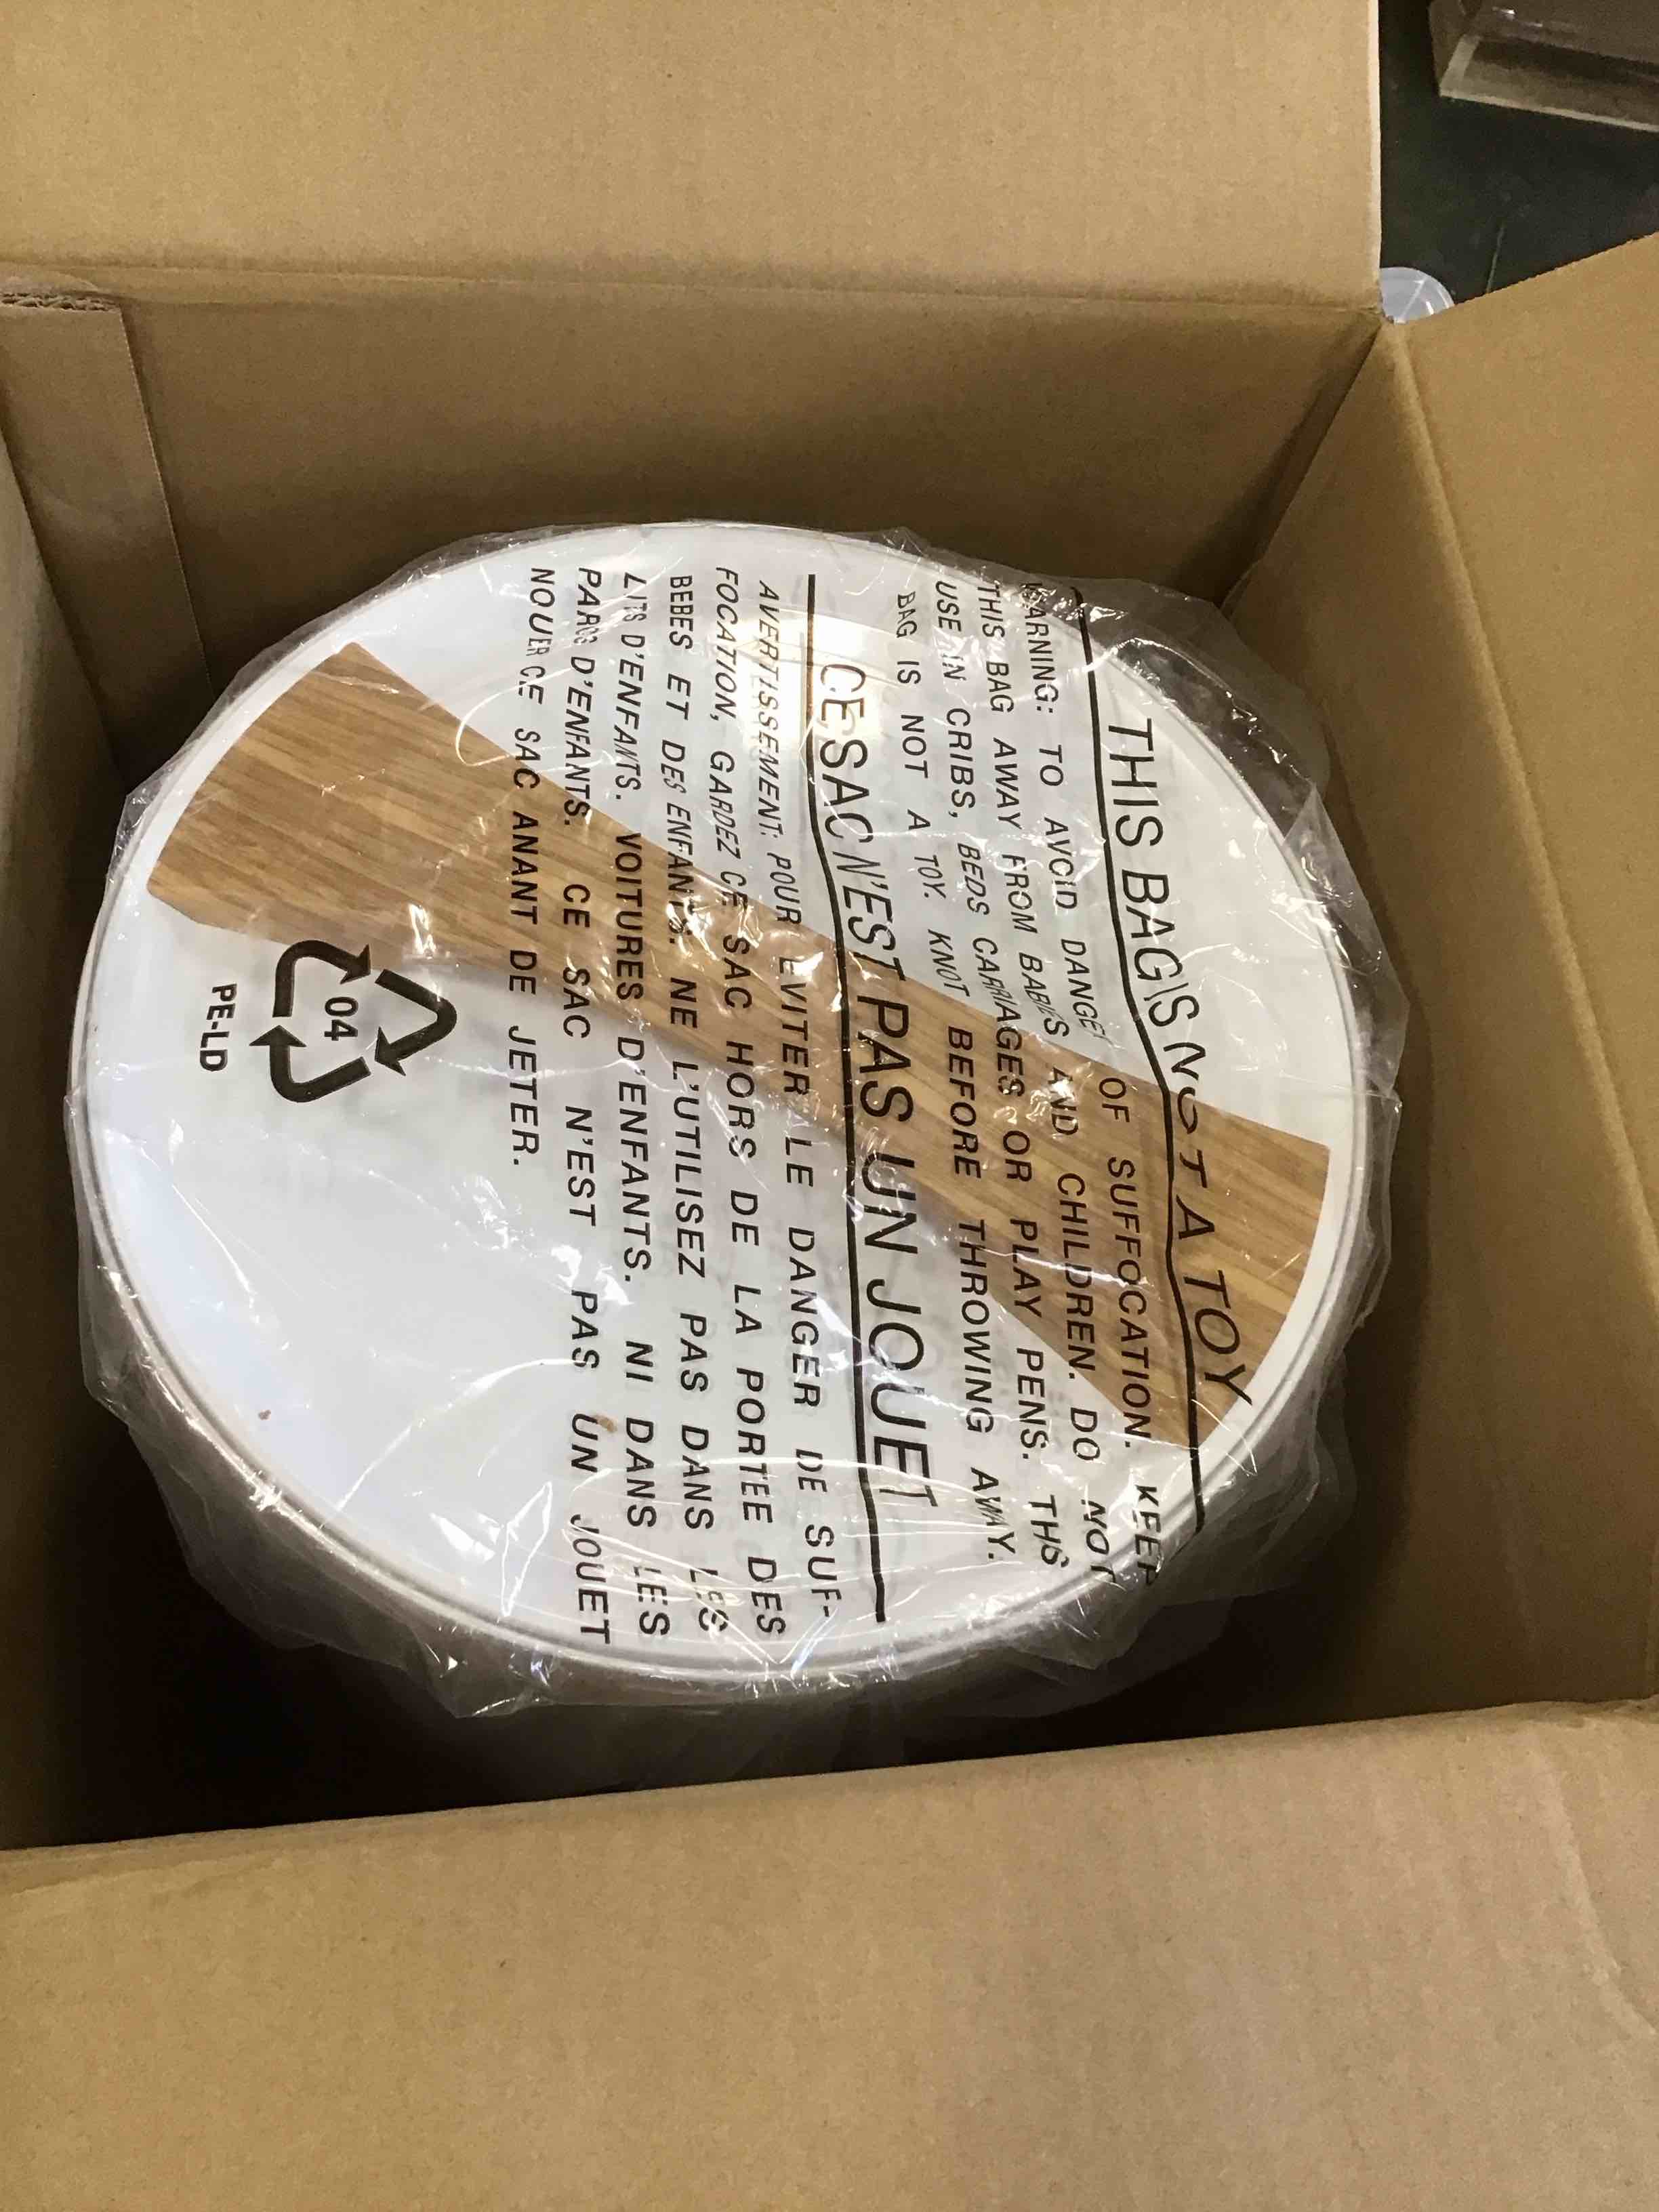 THIS BAG IS NOT A TOY
WARNING: TO AVOID DANGER OF SUFFOCATION. KEEP
THIS BAG AWAY FROM BABIES AND CHILDREN. DO NOT
USE IN CRIBS, BEDS CARRIAGES OR PLAY PENS. THIS
BAG IS NOT A TOY. KNOT BEFORE THROWING AWAY.
CE SAC N'EST PAS UN JOUET
AVERTISSEMENT: POUR EVITER LE DANGER DE SUF-
FOCATION, GARDEZ CE SAC HORS DE LA PORTEE DES
BEBES ET DES ENFANTS. NE L'UTILISEZ PAS DANS LES
LITS D'ENFANTS. VOITURES D'ENFANTS. NI DANS LES
PARCS D'ENFANTS. CE SAC N'EST PAS UN JOUET
NOUER CE SAC ANANT DE JETER.
04
PE-LD